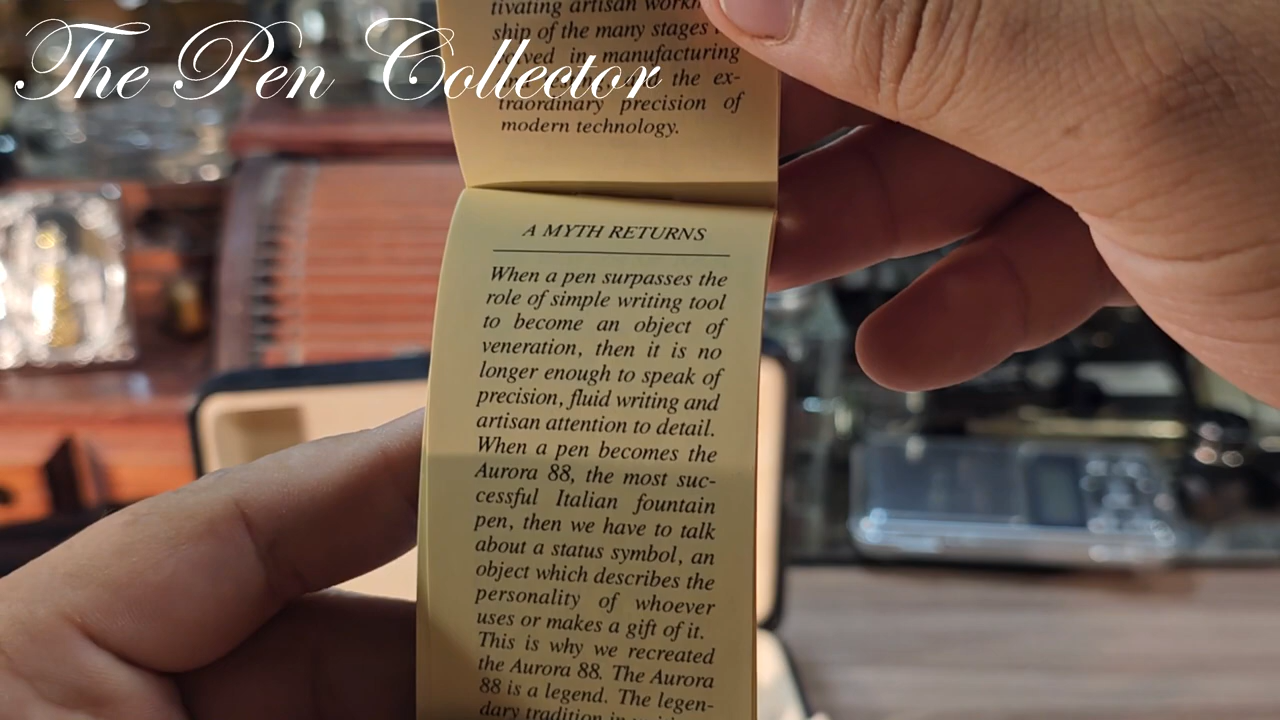 The Pen Collector
tivating artisan
ship of the many stages
in manufacturing
the ex-
traordinary precision of
modern technology.
A MYTH RETURNS
When a pen surpasses the
role of simple writing tool
to become an object of
veneration, then it is no
longer enough to speak of
precision, fluid writing and
artisan attention to detail.
When a pen becomes the
Aurora 88, the most suc-
cessful Italian fountain
pen, then we have to talk
about a status symbol, an
object which describes the
personality of whoever
uses or makes a gift of it.
This is why we recreated
the Aurora 88. The Aurora
88 is a legend. The legen-
dary tradition in